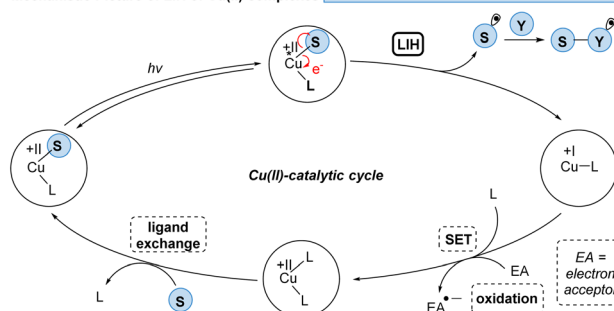 +II
S
*
Cu
e-
L
LIH
S
Y
S
Y
hν
+II
S
Cu
L
Cu(II)-catalytic cycle
+I
Cu—L
ligand
exchange
L
S
+II
L
Cu
L
L
SET
EA
EA•—
oxidation
EA =
electron
acceptor